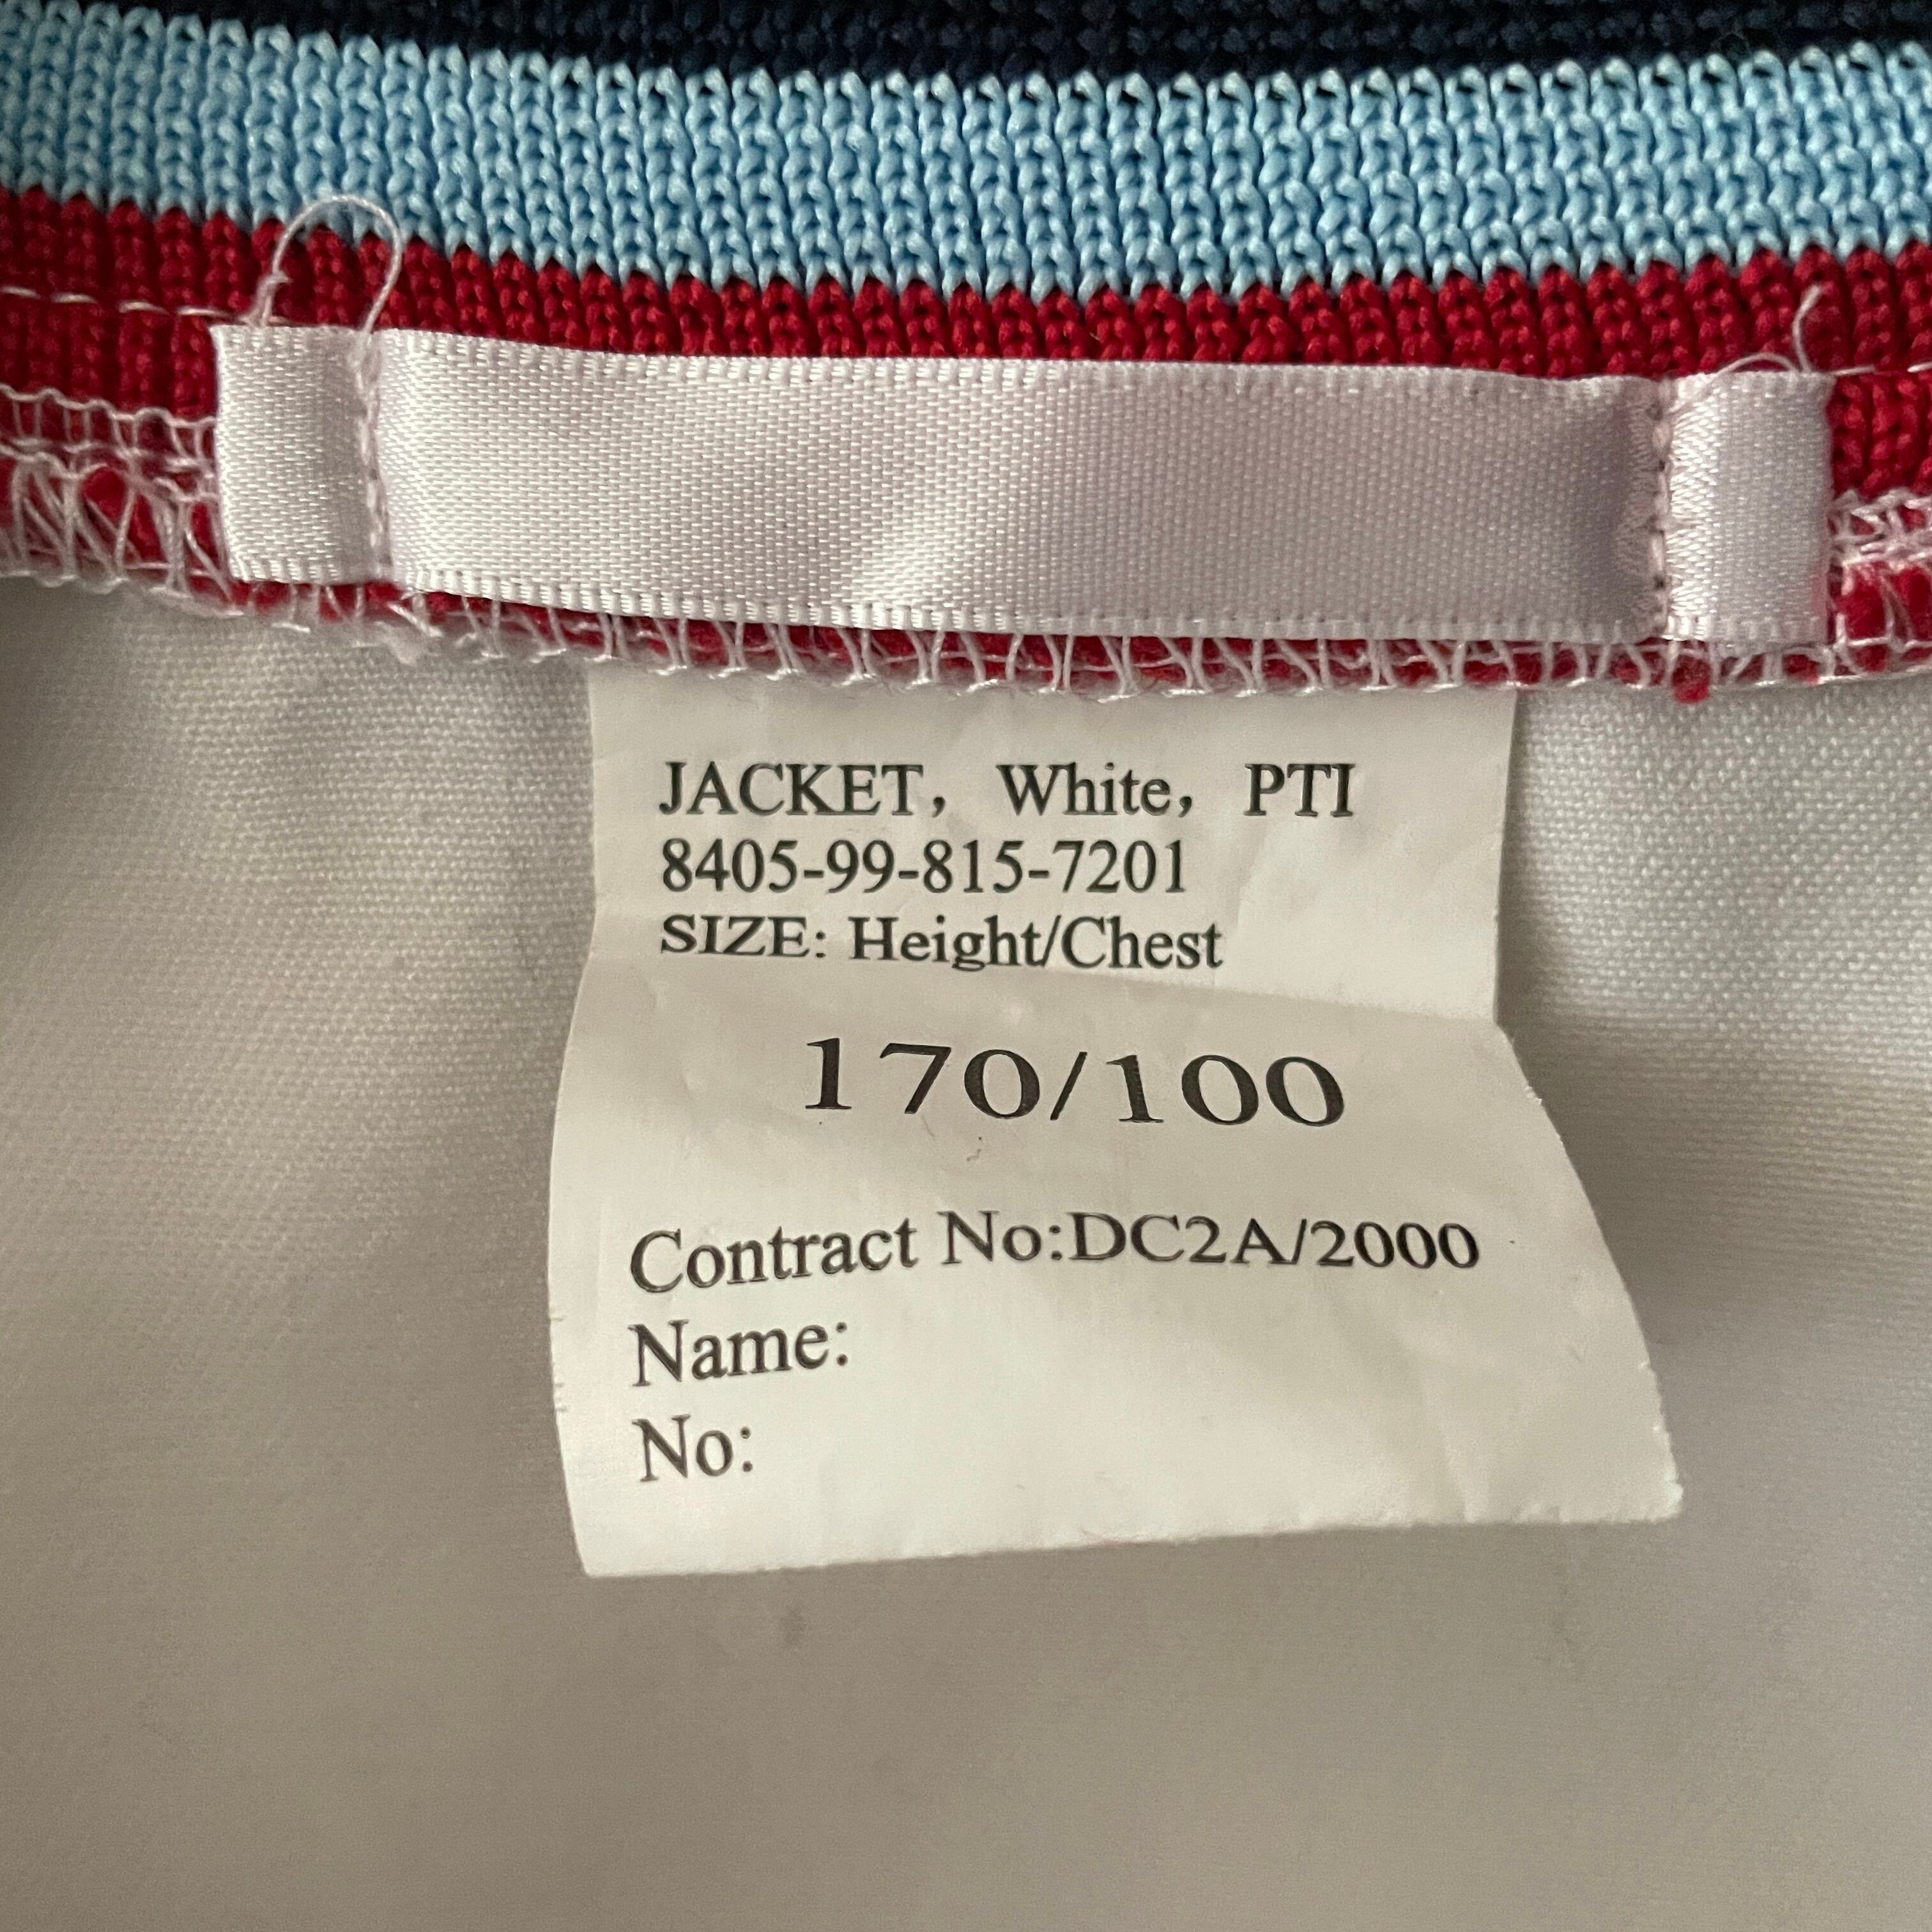 JACKET, White, PTI
8405-99-815-7201
SIZE: Height/Chest
170/100
Contract No:DC2A/2000
Name:
No: